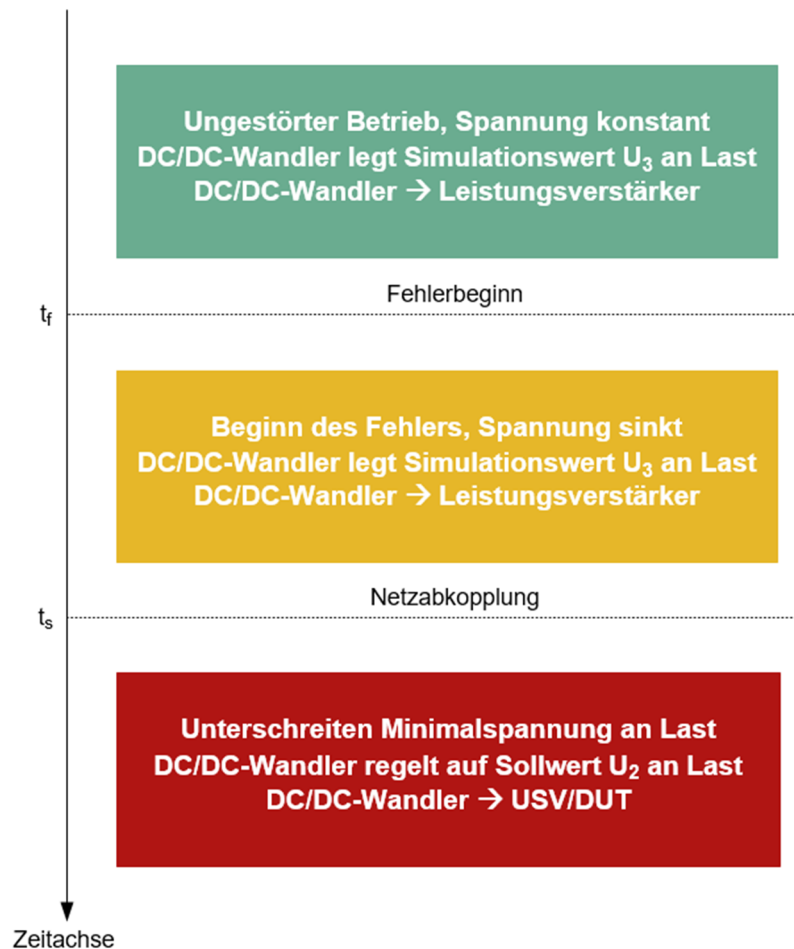 Ungestörter Betrieb, Spannung konstant
DC/DC-Wandler legt Simulationswert U₃ an Last
DC/DC-Wandler → Leistungsverstärker
Fehlerbeginn
t_f
Beginn des Fehlers, Spannung sinkt
DC/DC-Wandler legt Simulationswert U₃ an Last
DC/DC-Wandler → Leistungsverstärker
Netzabkopplung
tₛ
Unterschreiten Minimalspannung an Last
DC/DC-Wandler regelt auf Sollwert U₂ an Last
DC/DC-Wandler → USV/DUT
Zeitachse